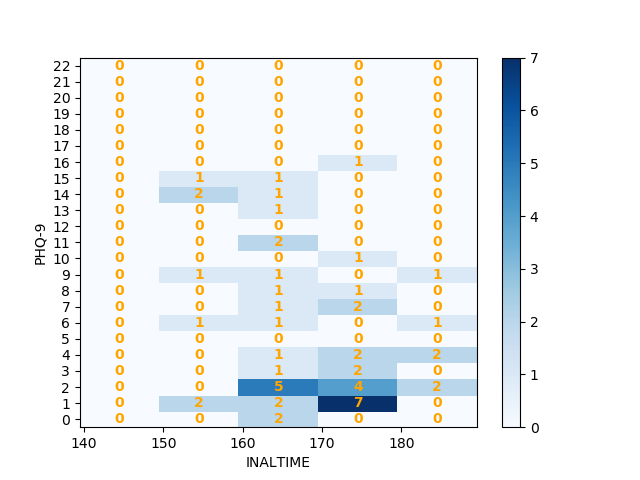 22 0 0 0 0 0
21 0 0 0 0 0
20 0 0 0 0 0
19 0 0 0 0 0
18 0 0 0 0 0
17 0 0 0 0 0
16 0 0 0 1 0
15 0 1 1 0 0
14 0 2 1 0 0
13 0 0 1 0 0
12 0 0 0 0 0
11 0 0 2 0 0
10 0 0 0 1 0
9 0 1 1 0 1
8 0 0 1 1 0
7 0 0 1 2 0
6 0 1 1 0 1
5 0 0 0 0 0
4 0 0 1 2 2
3 0 0 1 2 0
2 0 0 5 4 2
1 0 2 2 7 0
0 0 0 2 0 0
140 150 160 170 180
INALTIME
PHQ-9
7
6
5
4
3
2
1
0